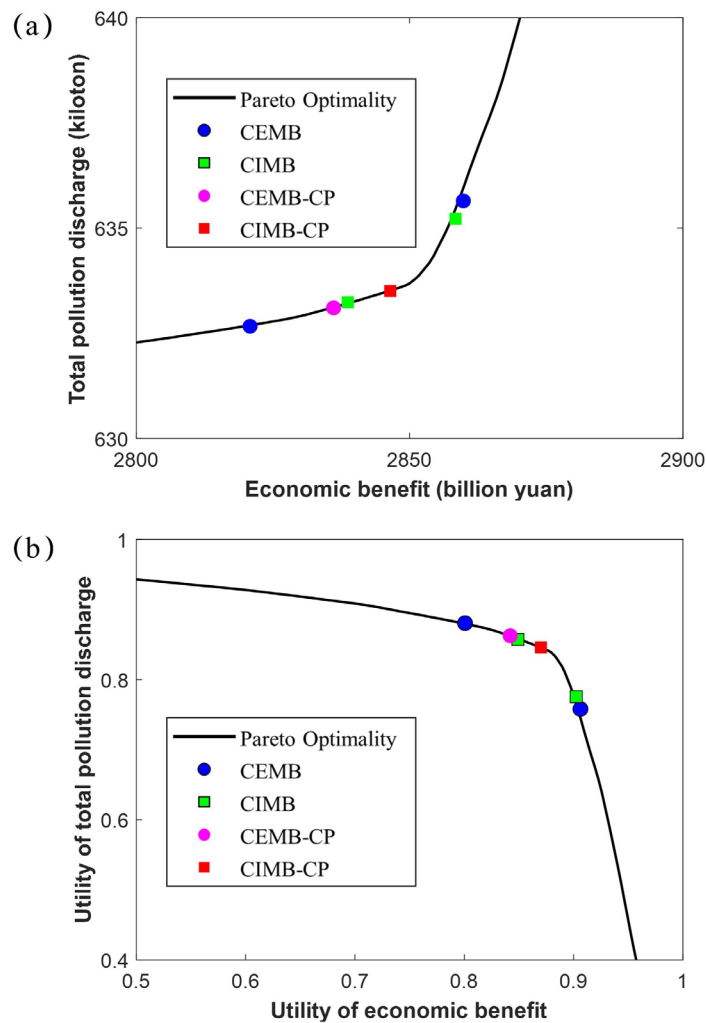 (a)
640
635
630
2800
2850
2900
Total pollution discharge (kiloton)
Economic benefit (billion yuan)
Pareto Optimality
CEMB
CIMB
CEMB-CP
CIMB-CP
(b)
1
0.8
0.6
0.4
0.5
0.6
0.7
0.8
0.9
1
Utility of total pollution discharge
Utility of economic benefit
Pareto Optimality
CEMB
CIMB
CEMB-CP
CIMB-CP